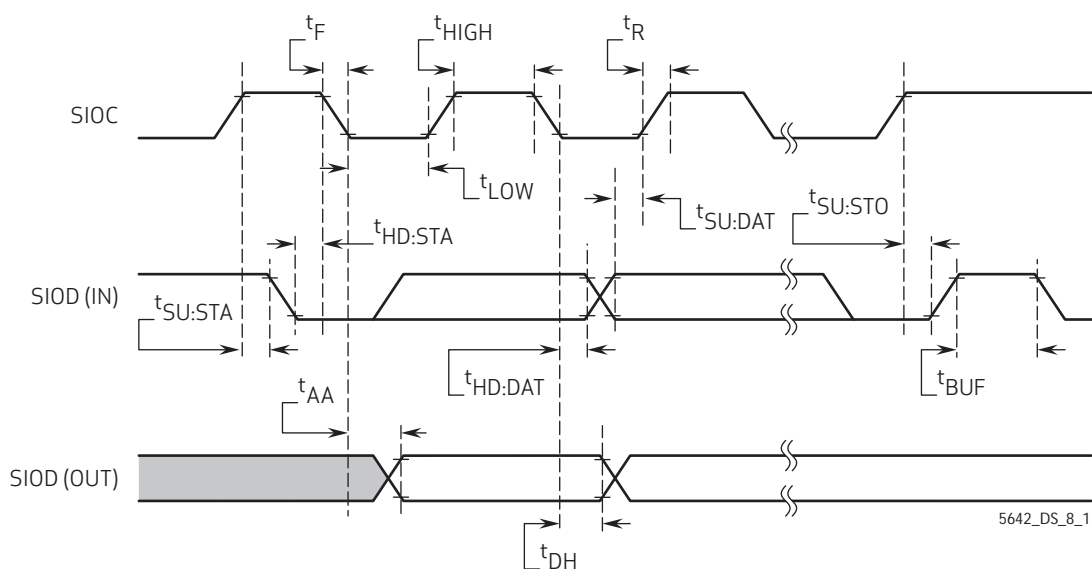 tF
tHIGH
tR
SIOC
tLOW
tSU:DAT
tSU:STO
tHD:STA
SIOD (IN)
tSU:STA
tHD:DAT
tBUF
tAA
SIOD (OUT)
5642_DS_8_1
tDH